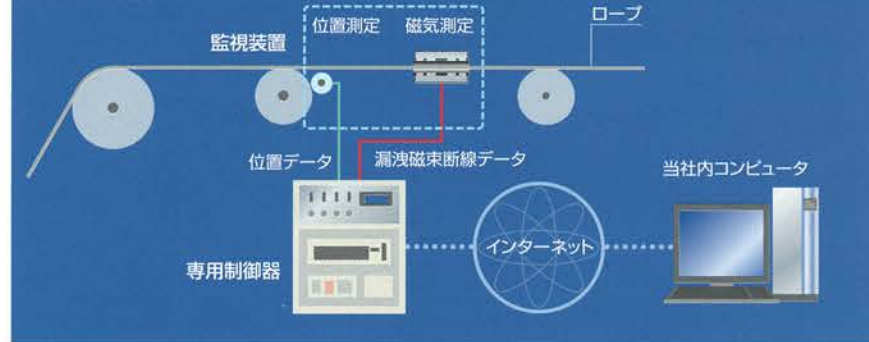 ロープ
位置測定
磁気測定
監視装置
位置データ
漏洩磁束断線データ
当社内コンピュータ
インターネット
専用制御器